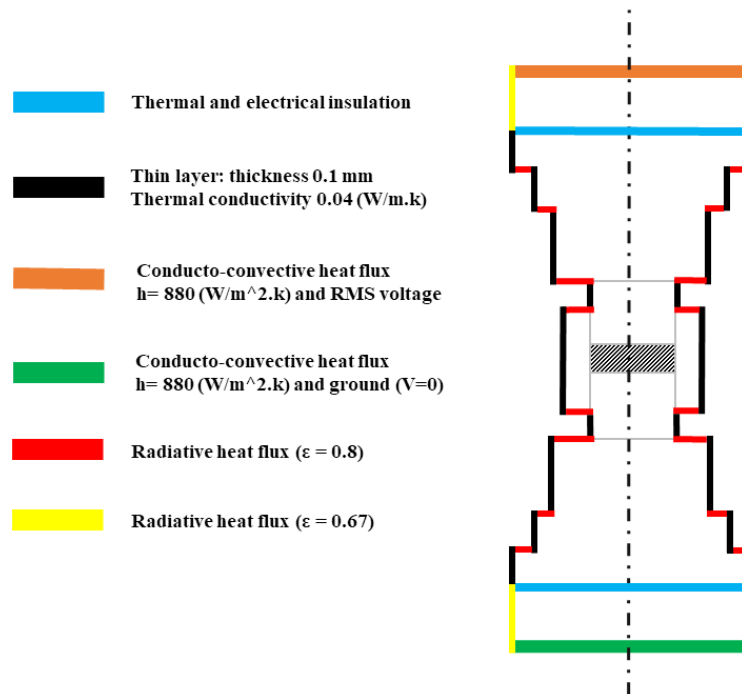 Thermal and electrical insulation
Thin layer: thickness 0.1 mm
Thermal conductivity 0.04 (W/m.k)
Conducto-convective heat flux
h= 880 (W/m^2.k) and RMS voltage
Conducto-convective heat flux
h= 880 (W/m^2.k) and ground (V=0)
Radiative heat flux (ε = 0.8)
Radiative heat flux (ε = 0.67)